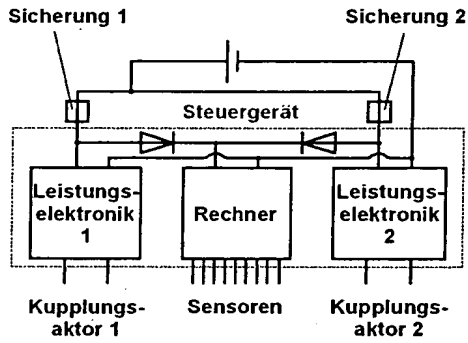 Sicherung 1
Sicherung 2
Steuergerät
Leistungs-
elektronik
1
Rechner
Leistungs-
elektronik
2
Kupplungs-
aktor 1
Sensoren
Kupplungs-
aktor 2